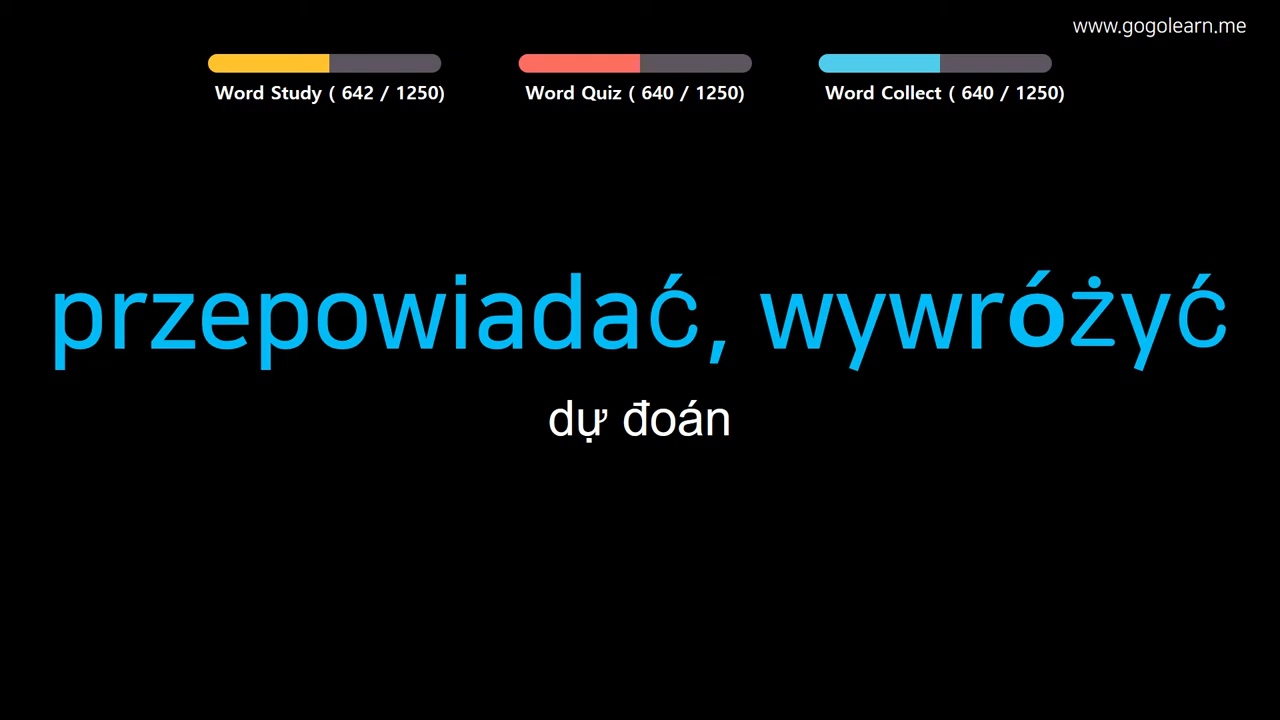 www.gogolearn.me
Word Study ( 642 / 1250)
Word Quiz ( 640 / 1250)
Word Collect ( 640 / 1250)
przepowiadać, wywróżyć
dự đoán